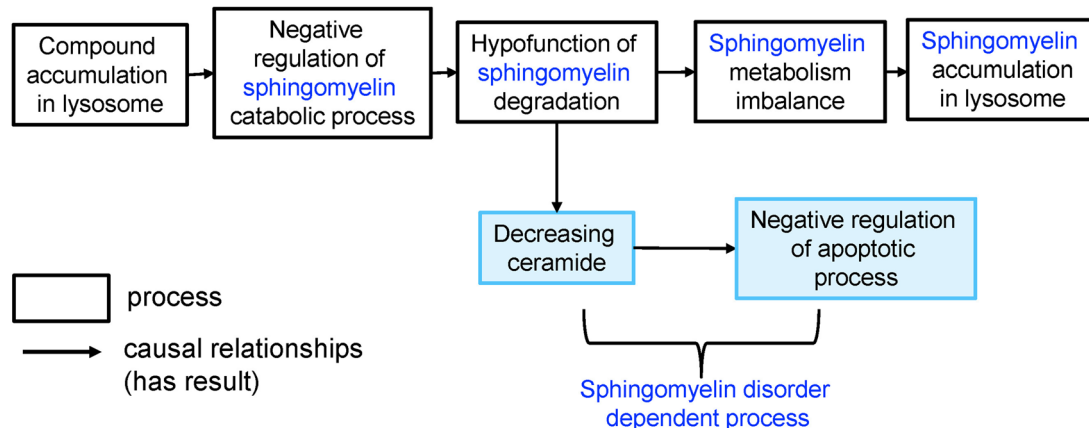 Compound
accumulation
in lysosome
Negative
regulation of
sphingomyelin
catabolic process
Hypofunction of
sphingomyelin
degradation
Sphingomyelin
metabolism
imbalance
Sphingomyelin
accumulation
in lysosome
Decreasing
ceramide
Negative regulation
of apoptotic
process
process
causal relationships
(has result)
Sphingomyelin disorder
dependent process